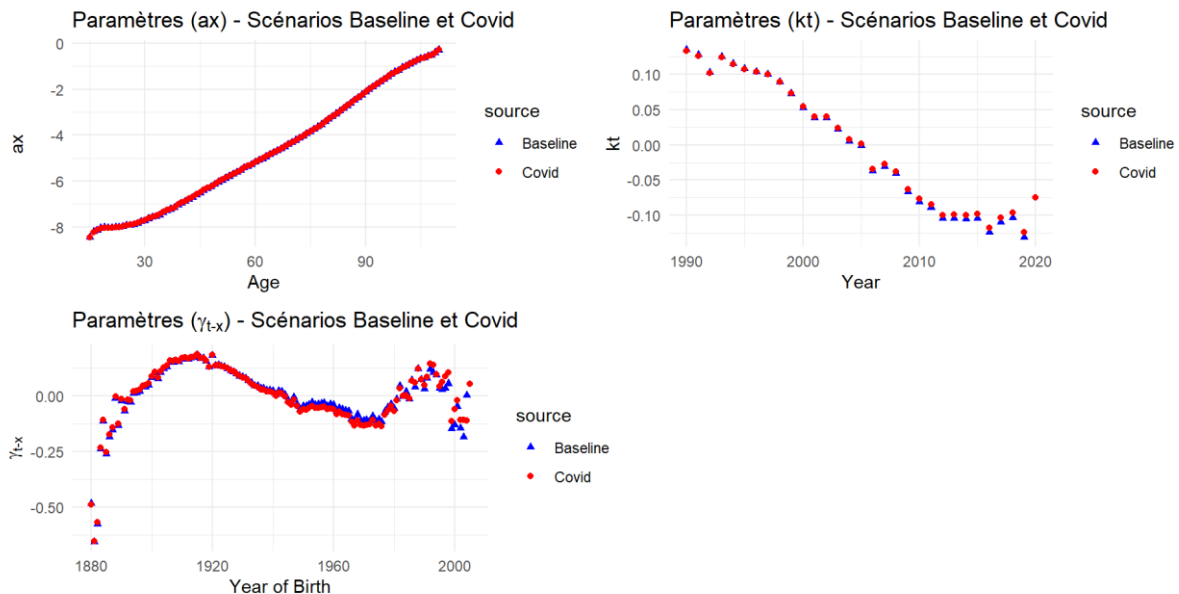 Paramètres (ax) - Scénarios Baseline et Covid
0
-2
-4
-6
-8
ax
30
60
90
Age
source
Baseline
Covid
Paramètres (kt) - Scénarios Baseline et Covid
0.10
0.05
0.00
-0.05
-0.10
kt
1990
2000
2010
2020
Year
source
Baseline
Covid
Paramètres (γt-x) - Scénarios Baseline et Covid
0.00
-0.25
-0.50
γt-x
1880
1920
1960
2000
Year of Birth
source
Baseline
Covid